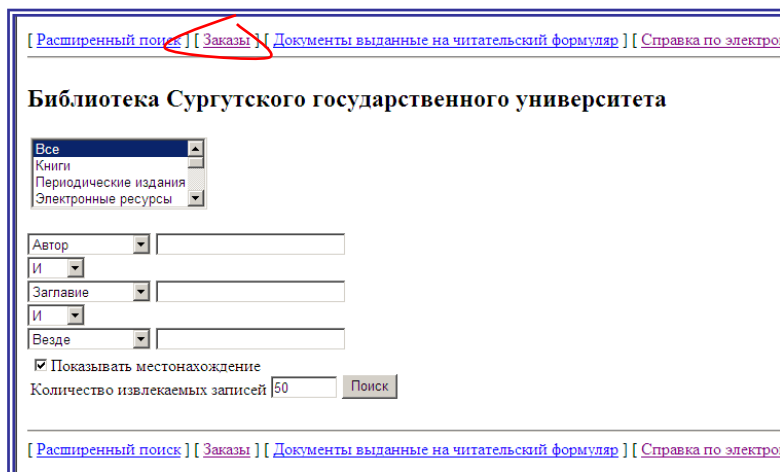 [ Расширенный поиск ] [ Заказы ] [ Документы выданные на читательский формуляр ] [ Справка по
Библиотека Сургутского государственного университета
Все
Книги
Периодические издания
Электронные ресурсы
Автор
И
Заглавие
И
Везде
Показывать местонахождение
Количество извлекаемых записей 50 Поиск
[ Расширенный поиск ] [ Заказы ] [ Документы выданные на читательский формуляр ] [ Справка по